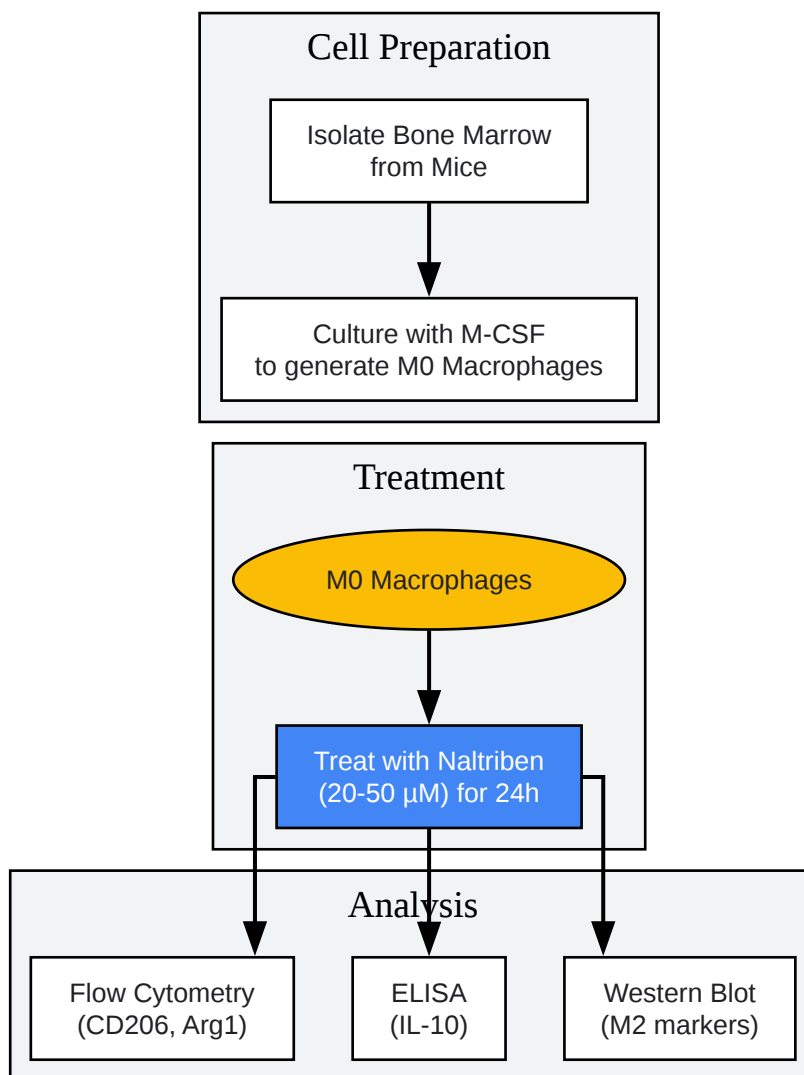 Cell Preparation
Isolate Bone Marrow
from Mice
Culture with M-CSF
to generate M0 Macrophages
Treatment
M0 Macrophages
Treat with Naltriben
(20-50 µM) for 24h
Analysis
Flow Cytometry
(CD206, Arg1)
ELISA
(IL-10)
Western Blot
(M2 markers)